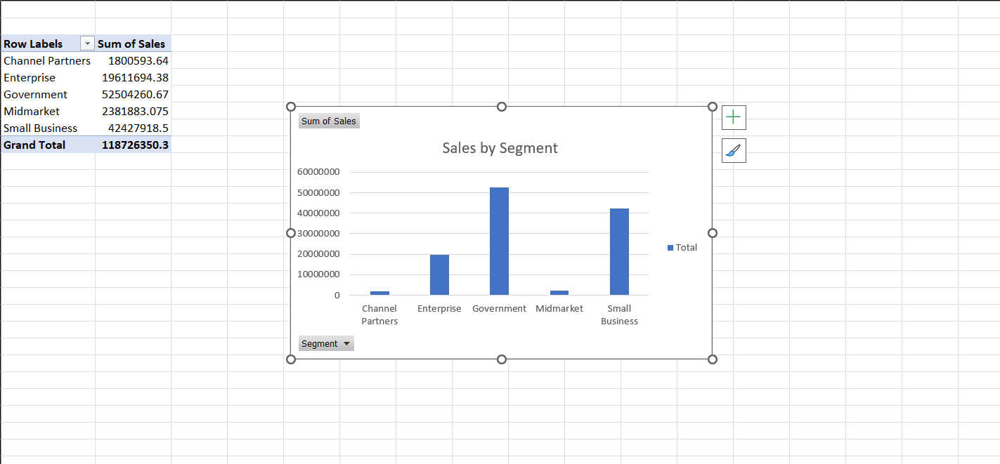 Row Labels Sum of Sales
Channel Partners 1800593.64
Enterprise 19611694.38
Government 52504260.67
Midmarket 2381883.075
Small Business 42427918.5
Grand Total 118726350.3
Sum of Sales
Sales by Segment
60000000
50000000
40000000
30000000
20000000
10000000
0
Total
Channel Partners
Enterprise
Government
Midmarket
Small Business
Segment